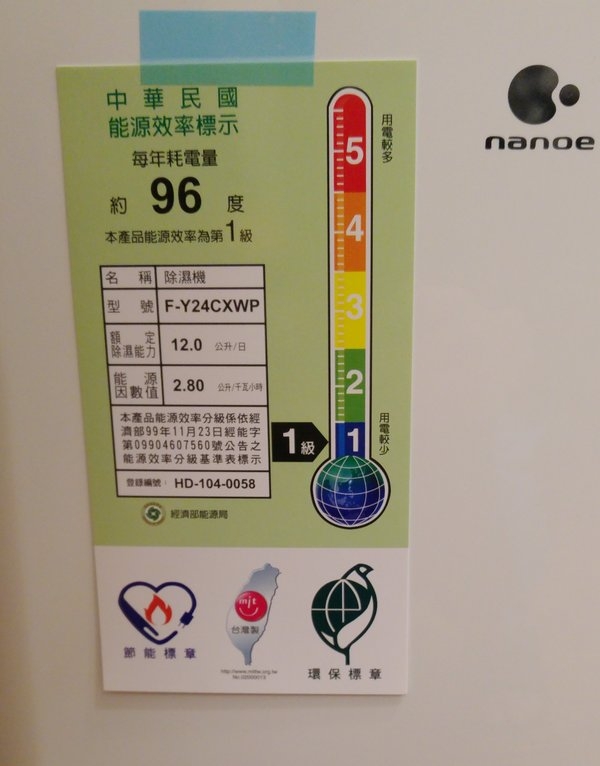 中華民國
能源效率標示
每年耗電量
約 96 度
本產品能源效率為第1級
名稱 除濕機
型號 F-Y24CXWP
額定除濕能力 12.0 公升/日
能源因數值 2.80 公升/千瓦小時
本產品能源效率分級係依經
濟部99年11月23日經能字
第09904607560號公告之
能源效率分級基準表標示
登錄編號： HD-104-0058
經濟部能源局
用電較多
5
4
3
2
1
用電較少
1級
nanoe
節能標章
mit
台灣製
http://www.mittw.org.tw
No.02000013
環保標章